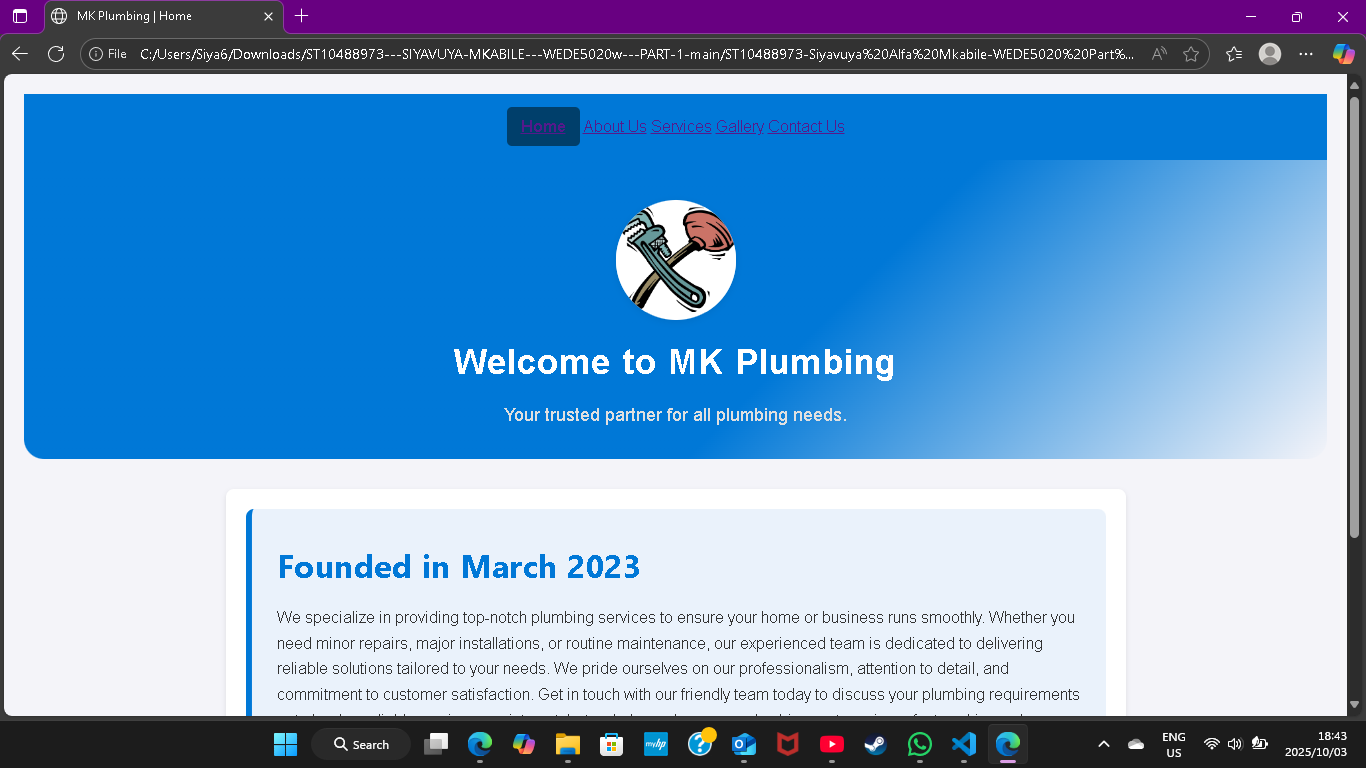 MK Plumbing | Home
File
C:/Users/Siya6/Downloads/ST10488973---SIYAVUYA-MKABILE---WEDE5020w---PART-1-main/ST10488973-Siyavuya%20Alfa%20Mkabile-WEDE5020%20Part%...
Home About Us Services Gallery Contact Us
Welcome to MK Plumbing
Your trusted partner for all plumbing needs.
Founded in March 2023
We specialize in providing top-notch plumbing services to ensure your home or business runs smoothly. Whether you
need minor repairs, major installations, or routine maintenance, our experienced team is dedicated to delivering
reliable solutions tailored to your needs. We pride ourselves on our professionalism, attention to detail, and
commitment to customer satisfaction. Get in touch with our friendly team today to discuss your plumbing requirements
Search
myhp
ENG
US
18:43
2025/10/03